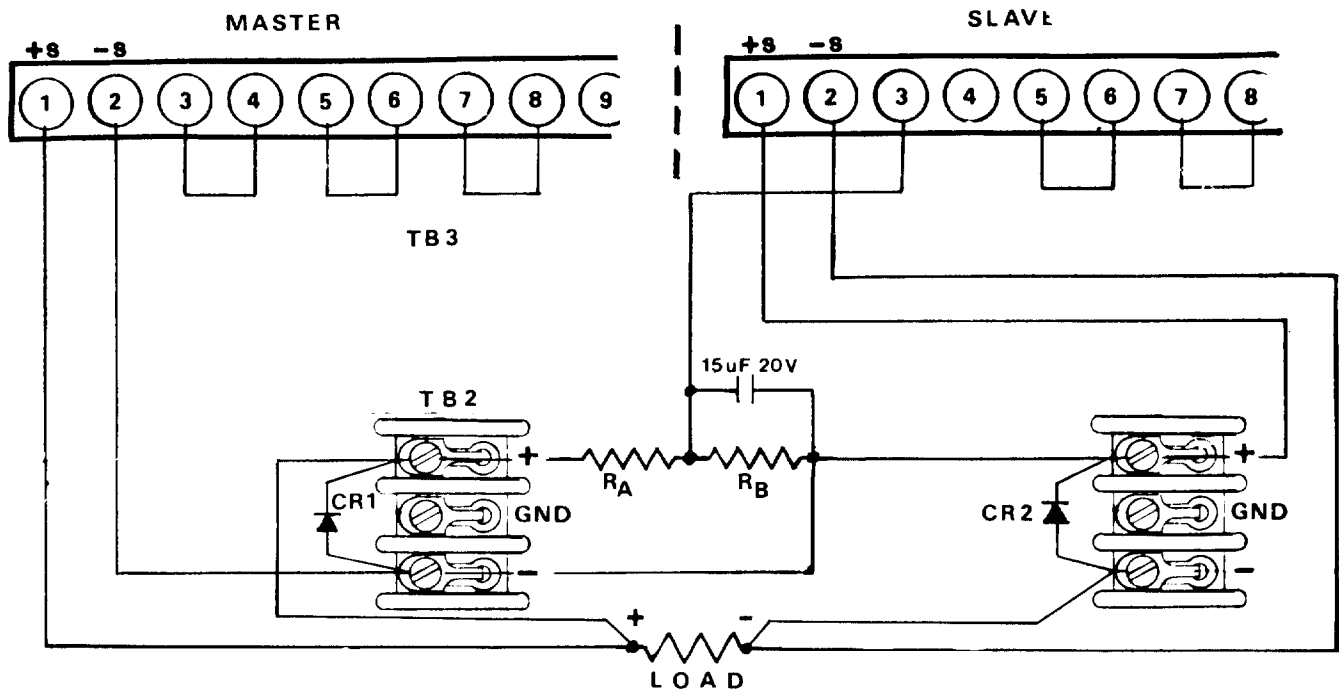 MASTER
SLAVE
+S -S
+S -S
1 2 3 4 5 6 7 8 9
1 2 3 4 5 6 7 8
TB3
15uF 20V
TB2
+
RA
RB
+
CR1
GND
CR2
GND
-
-
+ -
LOAD